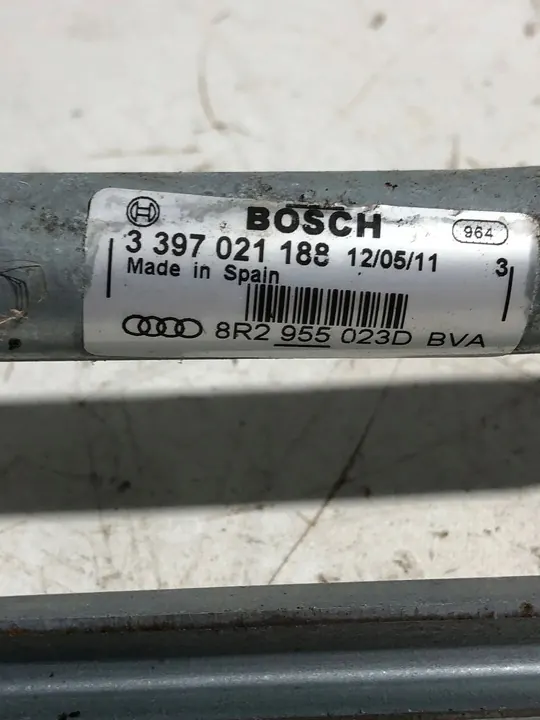 BOSCH 964
3 397 021 188 12/05/11 3
Made in Spain
8R2 955 023D BVA